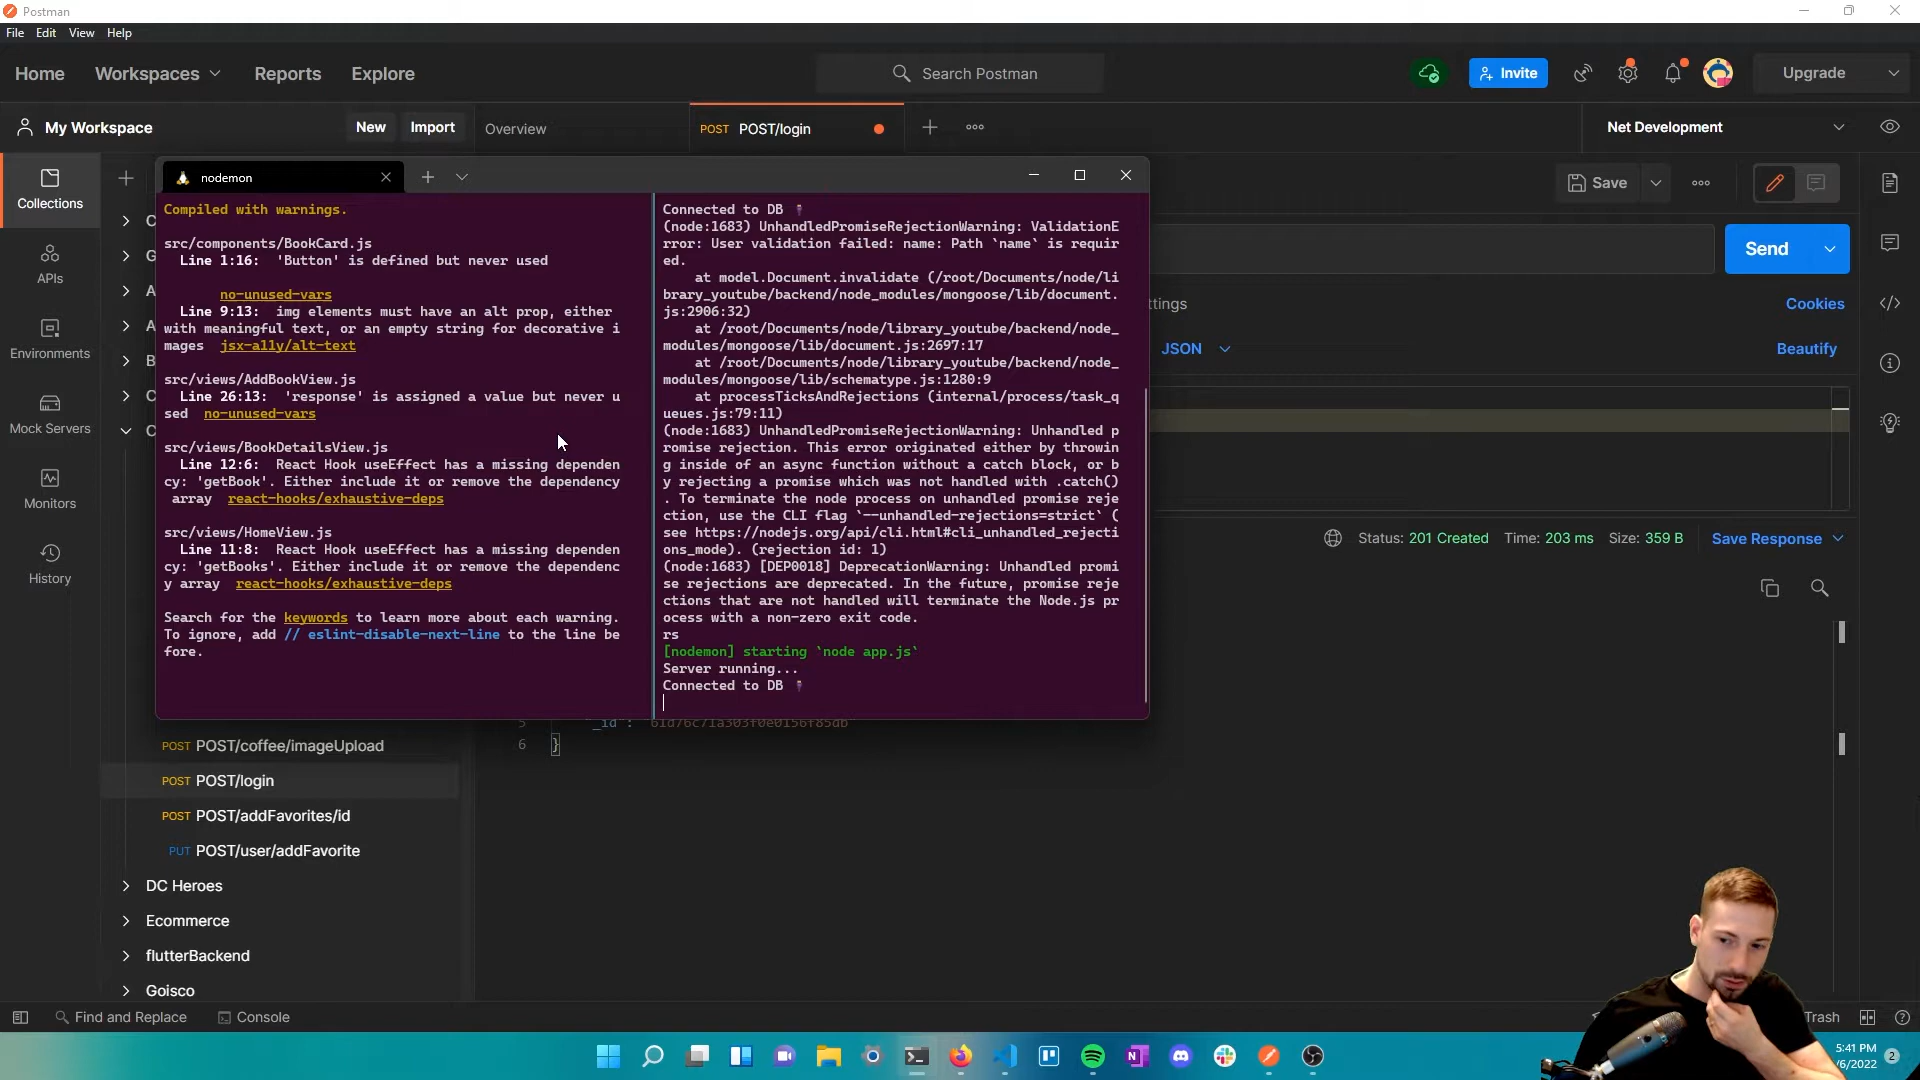 Postman
File Edit View Help
Home Workspaces Reports Explore
Search Postman
Invite
Upgrade
My Workspace
New Import
Overview
POST POST/login
Net Development
Collections
APIs
Environments
Mock Servers
Monitors
History
nodemon
Save
Send
ttings
Cookies
JSON
Beautify
Compiled with warnings.
src/components/BookCard.js
Line 1:16: 'Button' is defined but never used
no-unused-vars
Line 9:13: img elements must have an alt prop, either
with meaningful text, or an empty string for decorative i
mages jsx-a11y/alt-text
src/views/AddBookView.js
Line 26:13: 'response' is assigned a value but never u
sed no-unused-vars
src/views/BookDetailsView.js
Line 12:6: React Hook useEffect has a missing dependen
cy: 'getBook'. Either include it or remove the dependency
array react-hooks/exhaustive-deps
src/views/HomeView.js
Line 11:8: React Hook useEffect has a missing dependen
cy: 'getBooks'. Either include it or remove the dependenc
y array react-hooks/exhaustive-deps
Search for the keywords to learn more about each warning.
To ignore, add // eslint-disable-next-line to the line be
fore.
Connected to DB
(node:1683) UnhandledPromiseRejectionWarning: ValidationE
rror: User validation failed: name: Path `name` is requir
ed.
at model.Document.invalidate (/root/Documents/node/li
brary_youtube/backend/node_modules/mongoose/lib/document.
js:2906:32)
at /root/Documents/node/library_youtube/backend/node_
modules/mongoose/lib/document.js:2697:17
at /root/Documents/node/library_youtube/backend/node_
modules/mongoose/lib/schematype.js:1280:9
at processTicksAndRejections (internal/process/task_q
ueues.js:79:11)
(node:1683) UnhandledPromiseRejectionWarning: Unhandled p
romise rejection. This error originated either by throwin
g inside of an async function without a catch block, or b
y rejecting a promise which was not handled with .catch()
. To terminate the node process on unhandled promise reje
ction, use the CLI flag `--unhandled-rejections=strict` (
see https://nodejs.org/api/cli.html#cli_unhandled_rejecti
ons_mode). (rejection id: 1)
(node:1683) [DEP0018] DeprecationWarning: Unhandled promi
se rejections are deprecated. In the future, promise reje
ctions that are not handled will terminate the Node.js pr
ocess with a non-zero exit code.
rs
[nodemon] starting `node app.js`
Server running...
Connected to DB
Status: 201 Created Time: 203 ms Size: 359 B Save Response
5
6 }
POST POST/coffee/imageUpload
POST POST/login
POST POST/addFavorites/id
PUT POST/user/addFavorite
DC Heroes
Ecommerce
flutterBackend
Goisco
Find and Replace Console
Trash
5:41 PM
/6/2022
2